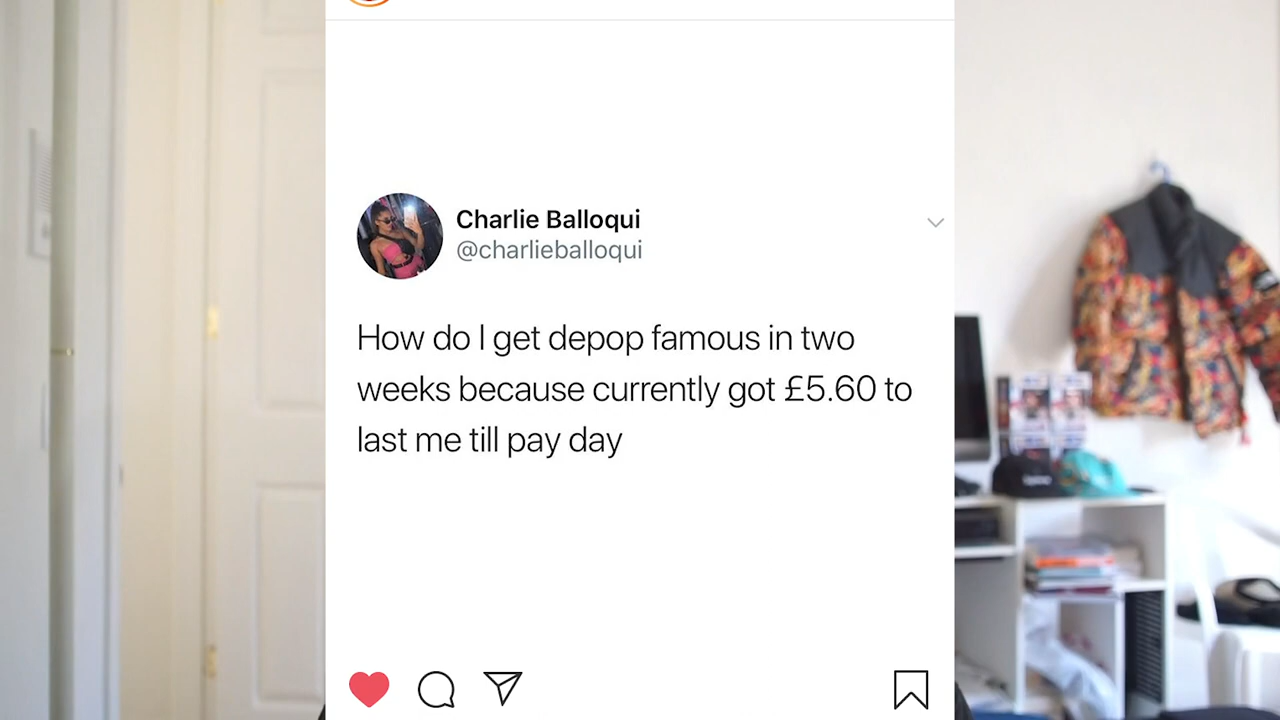 Charlie Balloqui
@charlieballoqui
How do I get depop famous in two
weeks because currently got £5.60 to
last me till pay day